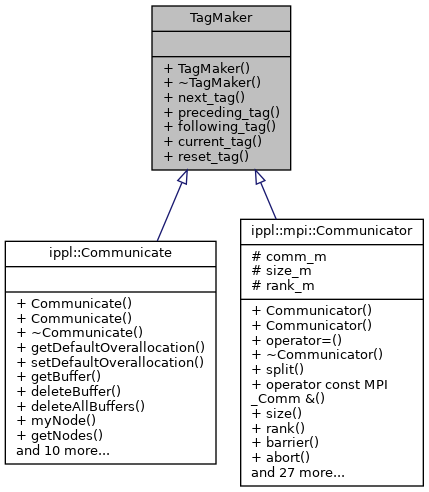 TagMaker
+ TagMaker()
+ ~TagMaker()
+ next_tag()
+ preceding_tag()
+ following_tag()
+ current_tag()
+ reset_tag()
ippl::Communicate
+ Communicate()
+ Communicate()
+ ~Communicate()
+ getDefaultOverallocation()
+ setDefaultOverallocation()
+ getBuffer()
+ deleteBuffer()
+ deleteAllBuffers()
+ myNode()
+ getNodes()
and 10 more...
ippl::mpi::Communicator
# comm_m
# size_m
# rank_m
+ Communicator()
+ Communicator()
+ operator=()
+ ~Communicator()
+ split()
+ operator const MPI
_Comm &()
+ size()
+ rank()
+ barrier()
+ abort()
and 27 more...